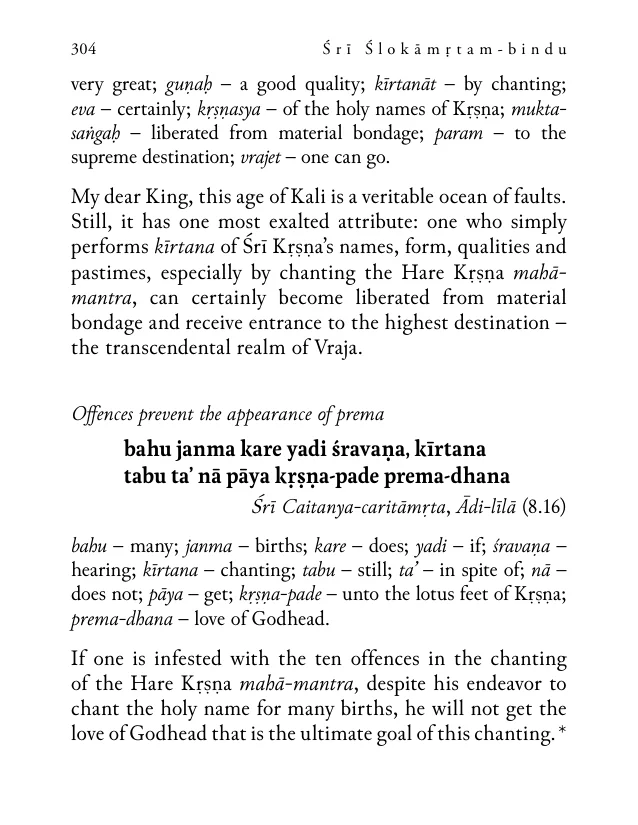 304
Śrī Ślokāmṛtam-bindu
very great; guṇaḥ – a good quality; kīrtanāt – by chanting;
eva – certainly; kṛṣṇasya – of the holy names of Kṛṣṇa; mukta-
saṅgaḥ – liberated from material bondage; param – to the
supreme destination; vrajet – one can go.
My dear King, this age of Kali is a veritable ocean of faults.
Still, it has one most exalted attribute: one who simply
performs kīrtana of Śrī Kṛṣṇa’s names, form, qualities and
pastimes, especially by chanting the Hare Kṛṣṇa mahā-
mantra, can certainly become liberated from material
bondage and receive entrance to the highest destination –
the transcendental realm of Vraja.
Offences prevent the appearance of prema
bahu janma kare yadi śravaṇa, kīrtana
tabu ta’ nā pāya kṛṣṇa-pade prema-dhana
Śrī Caitanya-caritāmṛta, Ādi-līlā (8.16)
bahu – many; janma – births; kare – does; yadi – if; śravaṇa –
hearing; kīrtana – chanting; tabu – still; ta’ – in spite of; nā –
does not; pāya – get; kṛṣṇa-pade – unto the lotus feet of Kṛṣṇa;
prema-dhana – love of Godhead.
If one is infested with the ten offences in the chanting
of the Hare Kṛṣṇa mahā-mantra, despite his endeavor to
chant the holy name for many births, he will not get the
love of Godhead that is the ultimate goal of this chanting.*